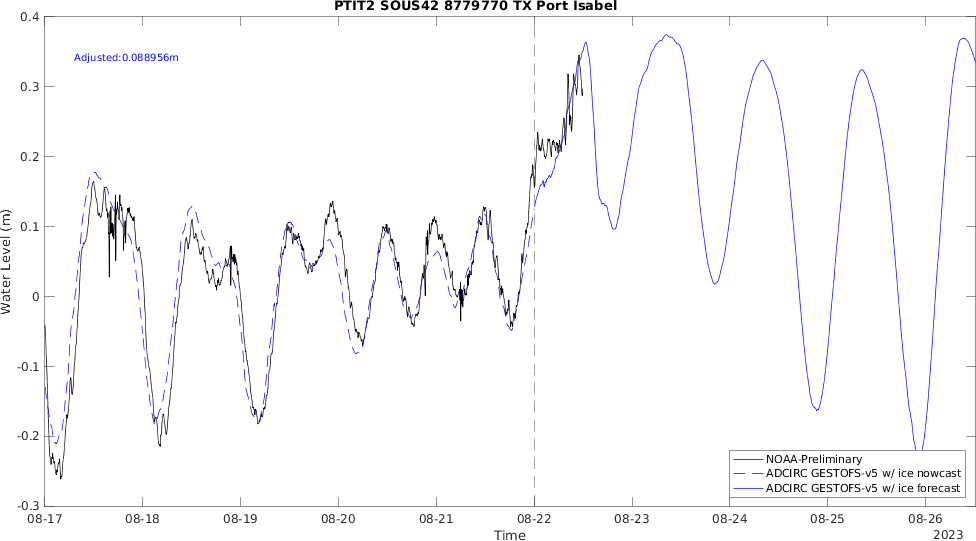 PTIT2 SOUS42 8779770 TX Port Isabel
Adjusted:0.088956m
Water Level (m)
0.4
0.3
0.2
0.1
0
-0.1
-0.2
-0.3
08-17 08-18 08-19 08-20 08-21 08-22 08-23 08-24 08-25 08-26
Time
2023
NOAA-Preliminary
ADCIRC GESTOFS-v5 w/ ice nowcast
ADCIRC GESTOFS-v5 w/ ice forecast